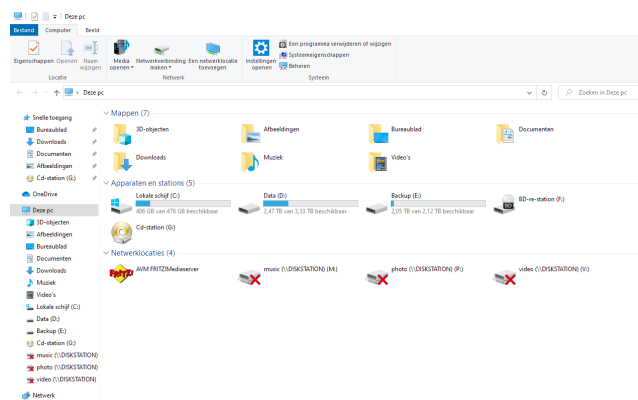 Deze pc
Bestand Computer Beeld
Eigenschappen Openen Naam wijzigen
Media openen Netwerkverbinding maken Een netwerklocatie toevoegen
Instellingen openen
Een programma verwijderen of wijzigen
Systeemeigenschappen
Beheren
Locatie Netwerk Systeem
Deze pc
Zoeken in Deze pc
Snelle toegang
Bureaublad
Downloads
Documenten
Afbeeldingen
Cd-station (G:)
OneDrive
Deze pc
3D-objecten
Afbeeldingen
Bureaublad
Documenten
Downloads
Muziek
Video's
Lokale schijf (C:)
Data (D:)
Backup (E:)
Cd-station (G:)
music (\\DISKSTATION)
photo (\\DISKSTATION)
video (\\DISKSTATION)
Netwerk
Mappen (7)
3D-objecten Afbeeldingen Bureaublad Documenten
Downloads Muziek Video's
Apparaten en stations (5)
Lokale schijf (C:)
406 GB van 476 GB beschikbaar
Data (D:)
2,47 TB van 3,33 TB beschikbaar
Backup (E:)
2,05 TB van 2,12 TB beschikbaar
BD-re-station (F:)
Cd-station (G:)
Netwerklocaties (4)
FRITZ!
AVM FRITZ!Mediaserver
music (\\DISKSTATION) (M:)
photo (\\DISKSTATION) (P:)
video (\\DISKSTATION) (V:)